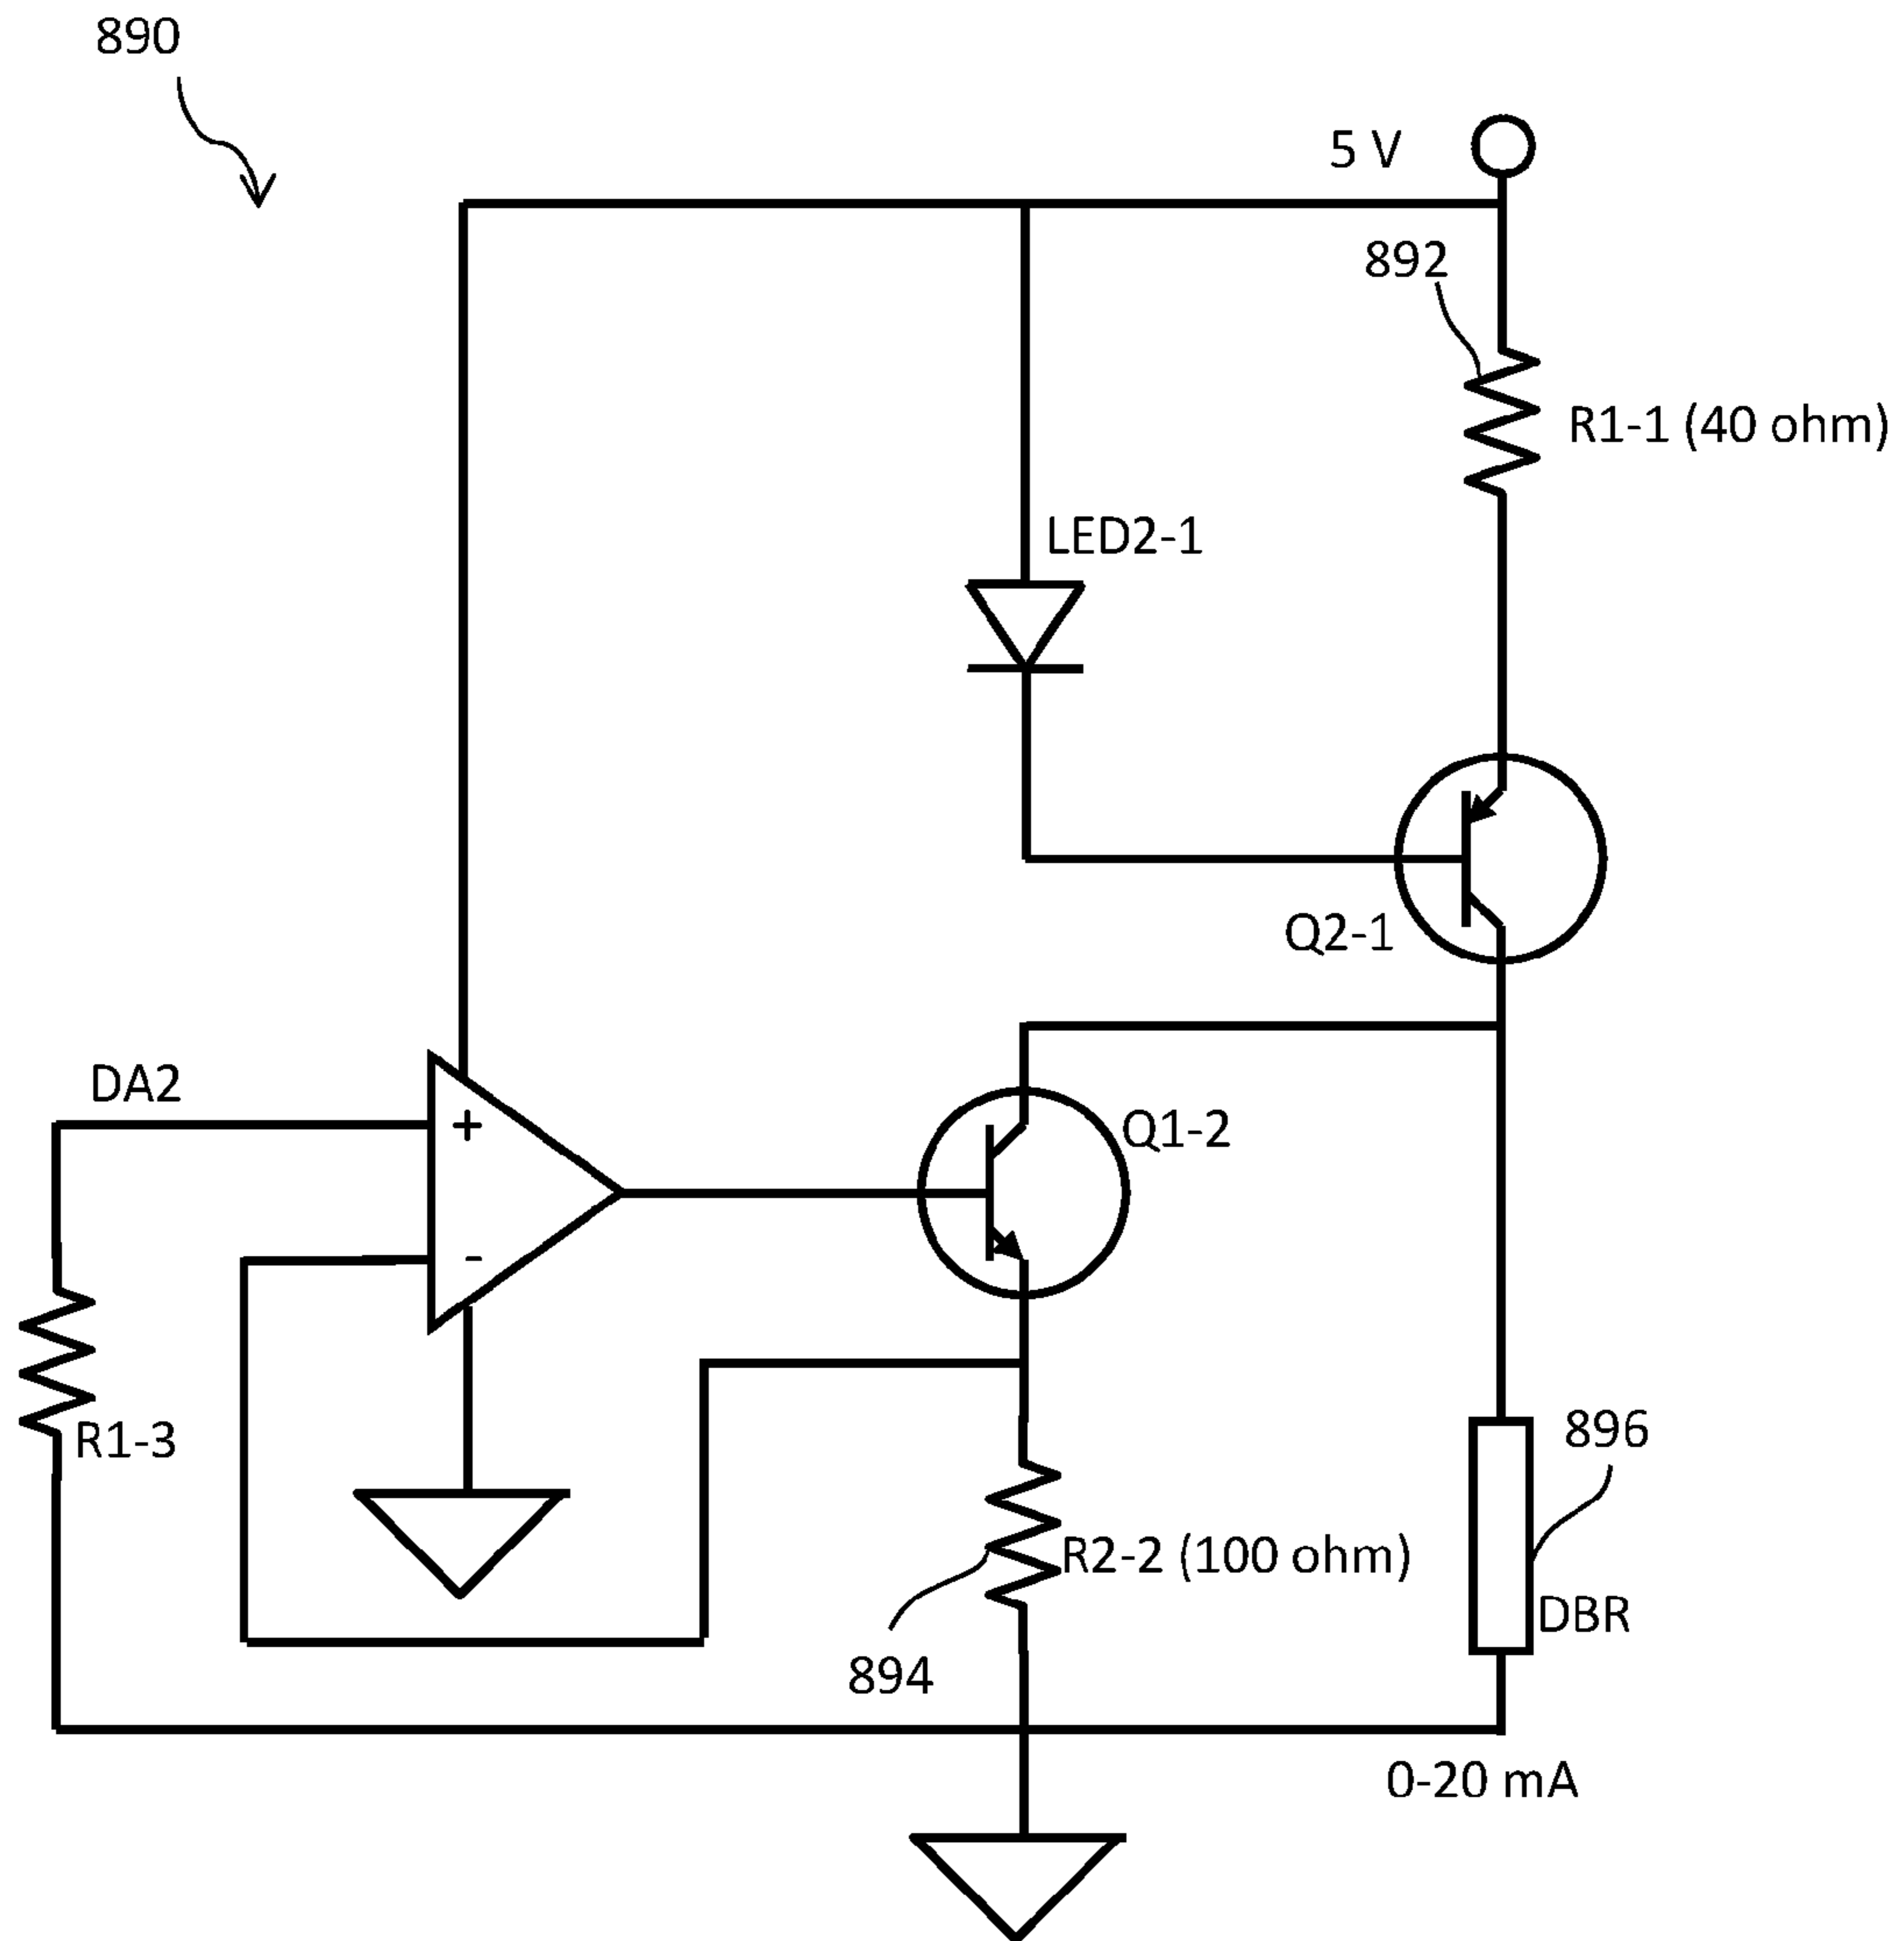 890
5 V
892
R1-1 (40 ohm)
LED2-1
Q2-1
DA2
+
Q1-2
-
R1-3
896
R2-2 (100 ohm)
DBR
894
0-20 mA